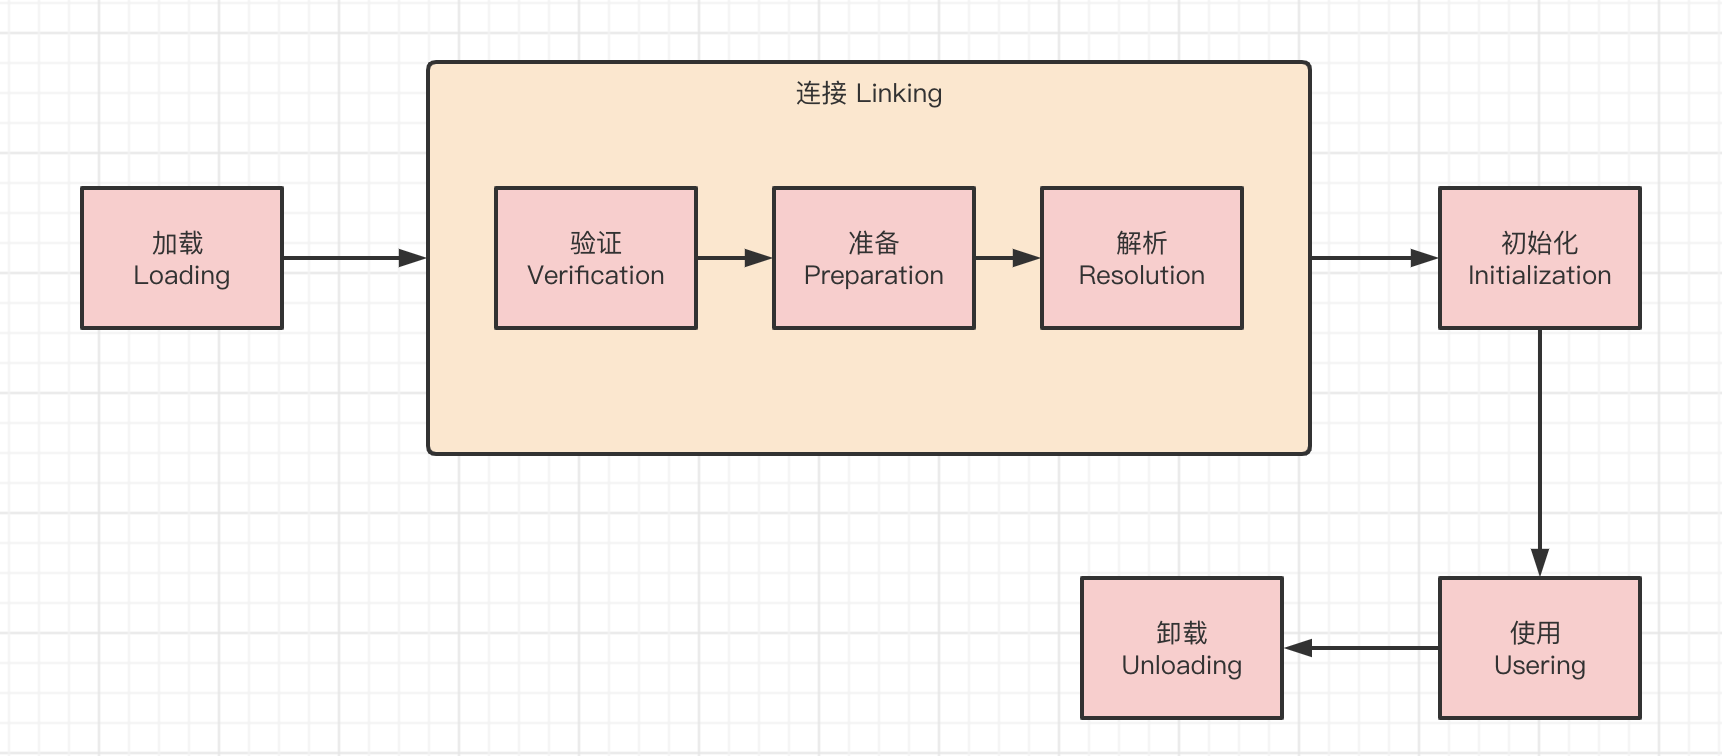 连接 Linking
加载
Loading
验证
Verification
准备
Preparation
解析
Resolution
初始化
Initialization
卸载
Unloading
使用
Usering